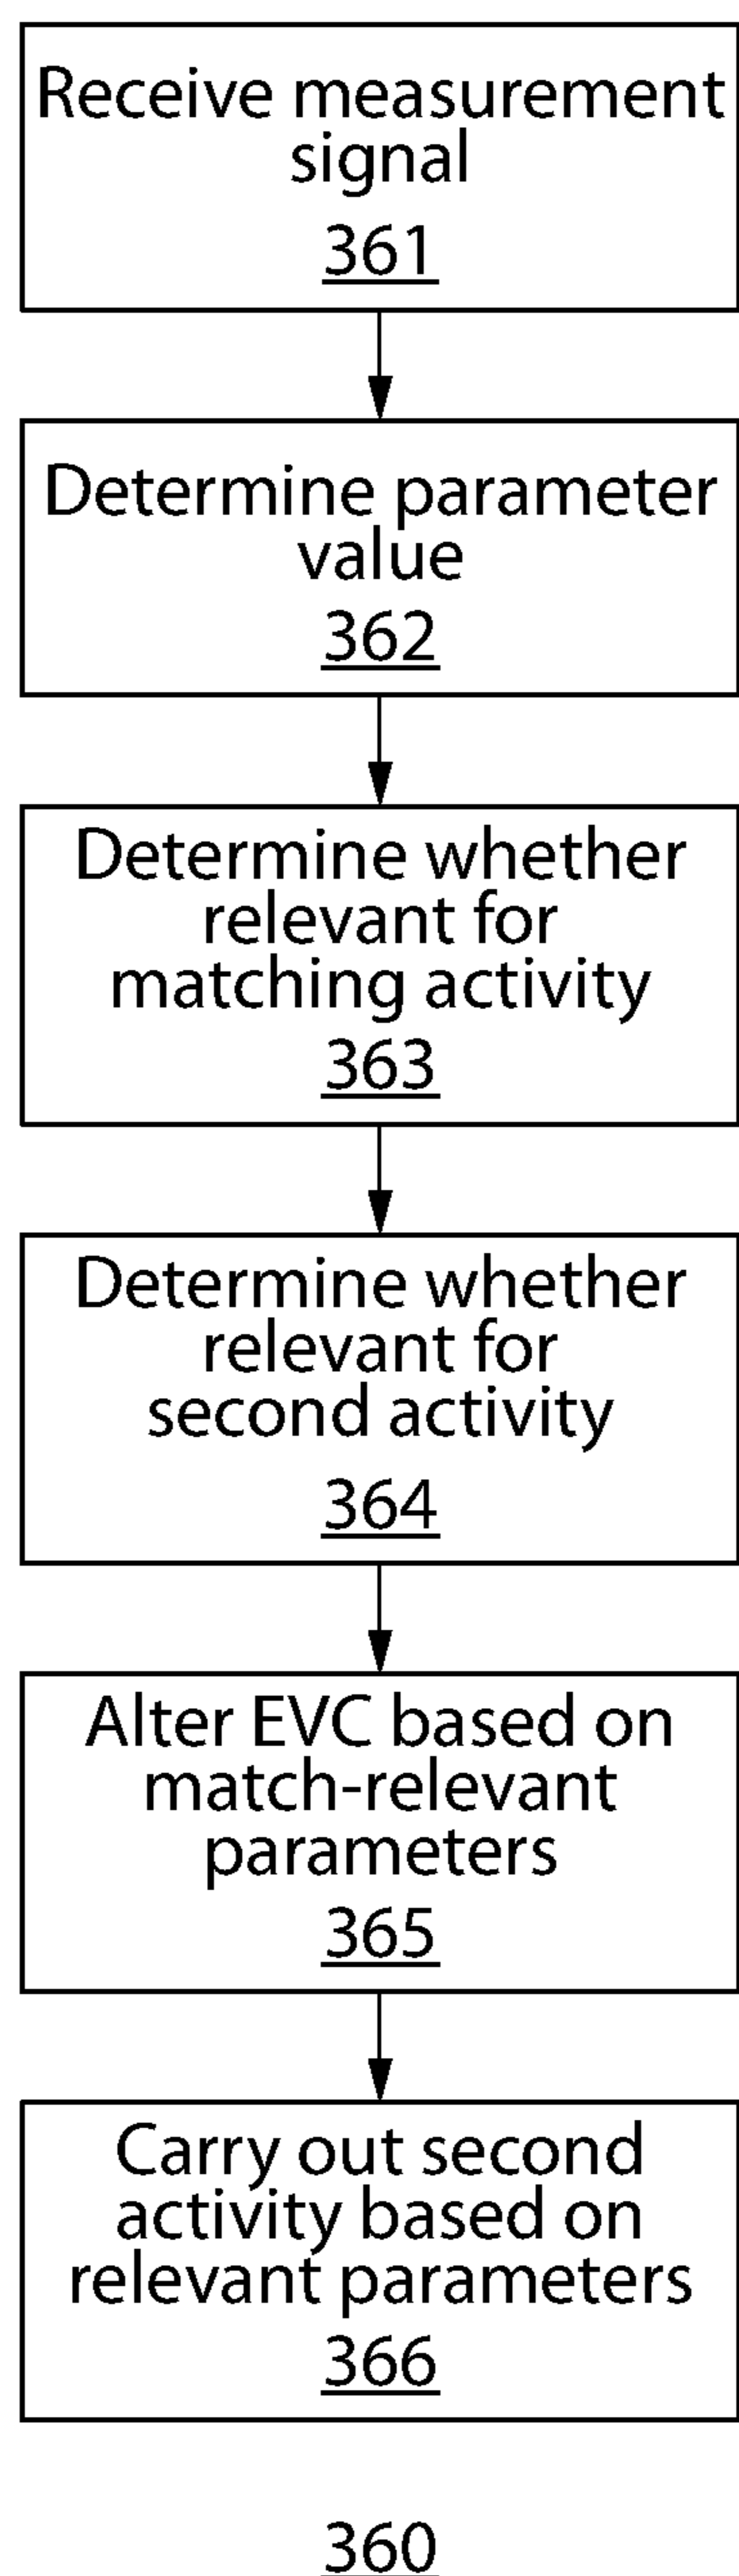 Receive measurement
signal
361
Determine parameter
value
362
Determine whether
relevant for
matching activity
363
Determine whether
relevant for
second activity
364
Alter EVC based on
match-relevant
parameters
365
Carry out second
activity based on
relevant parameters
366
360